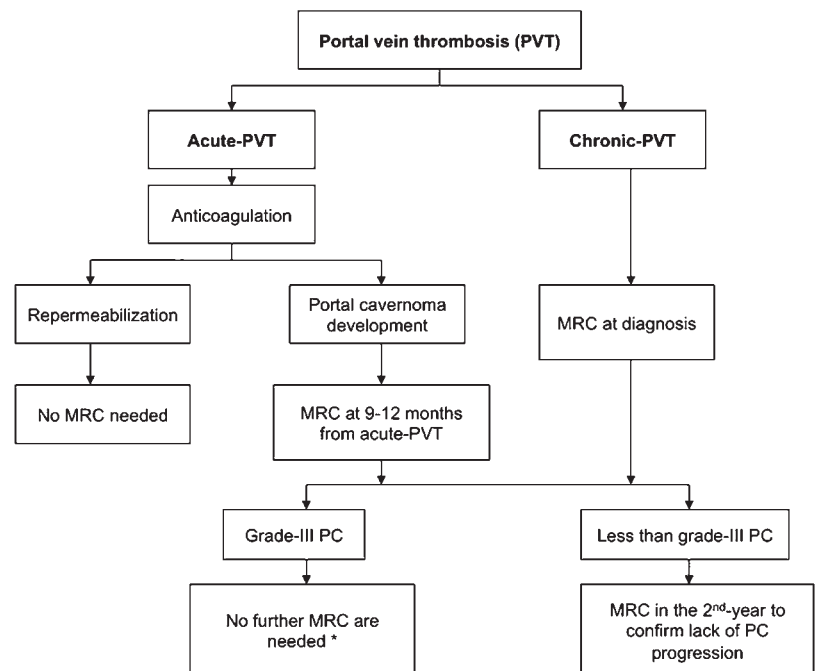 Portal vein thrombosis (PVT)
Acute-PVT
Chronic-PVT
Anticoagulation
Repermeabilization
Portal cavernoma
development
MRC at diagnosis
No MRC needed
MRC at 9-12 months
from acute-PVT
Grade-III PC
Less than grade-III PC
No further MRC are
needed *
MRC in the 2nd-year to
confirm lack of PC
progression